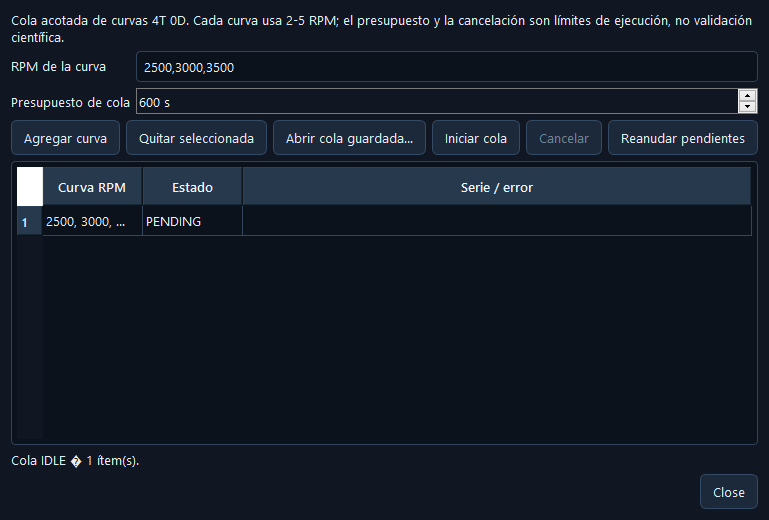 Cola acotada de curvas 4T 0D. Cada curva usa 2-5 RPM; el presupuesto y la cancelación son límites de ejecución, no validación
científica.
RPM de la curva 2500,3000,3500
Presupuesto de cola 600 s
Agregar curva Quitar seleccionada Abrir cola guardada... Iniciar cola Cancelar Reanudar pendientes
Curva RPM Estado Serie / error
1 2500, 3000, ... PENDING
Cola IDLE � 1 ítem(s).
Close